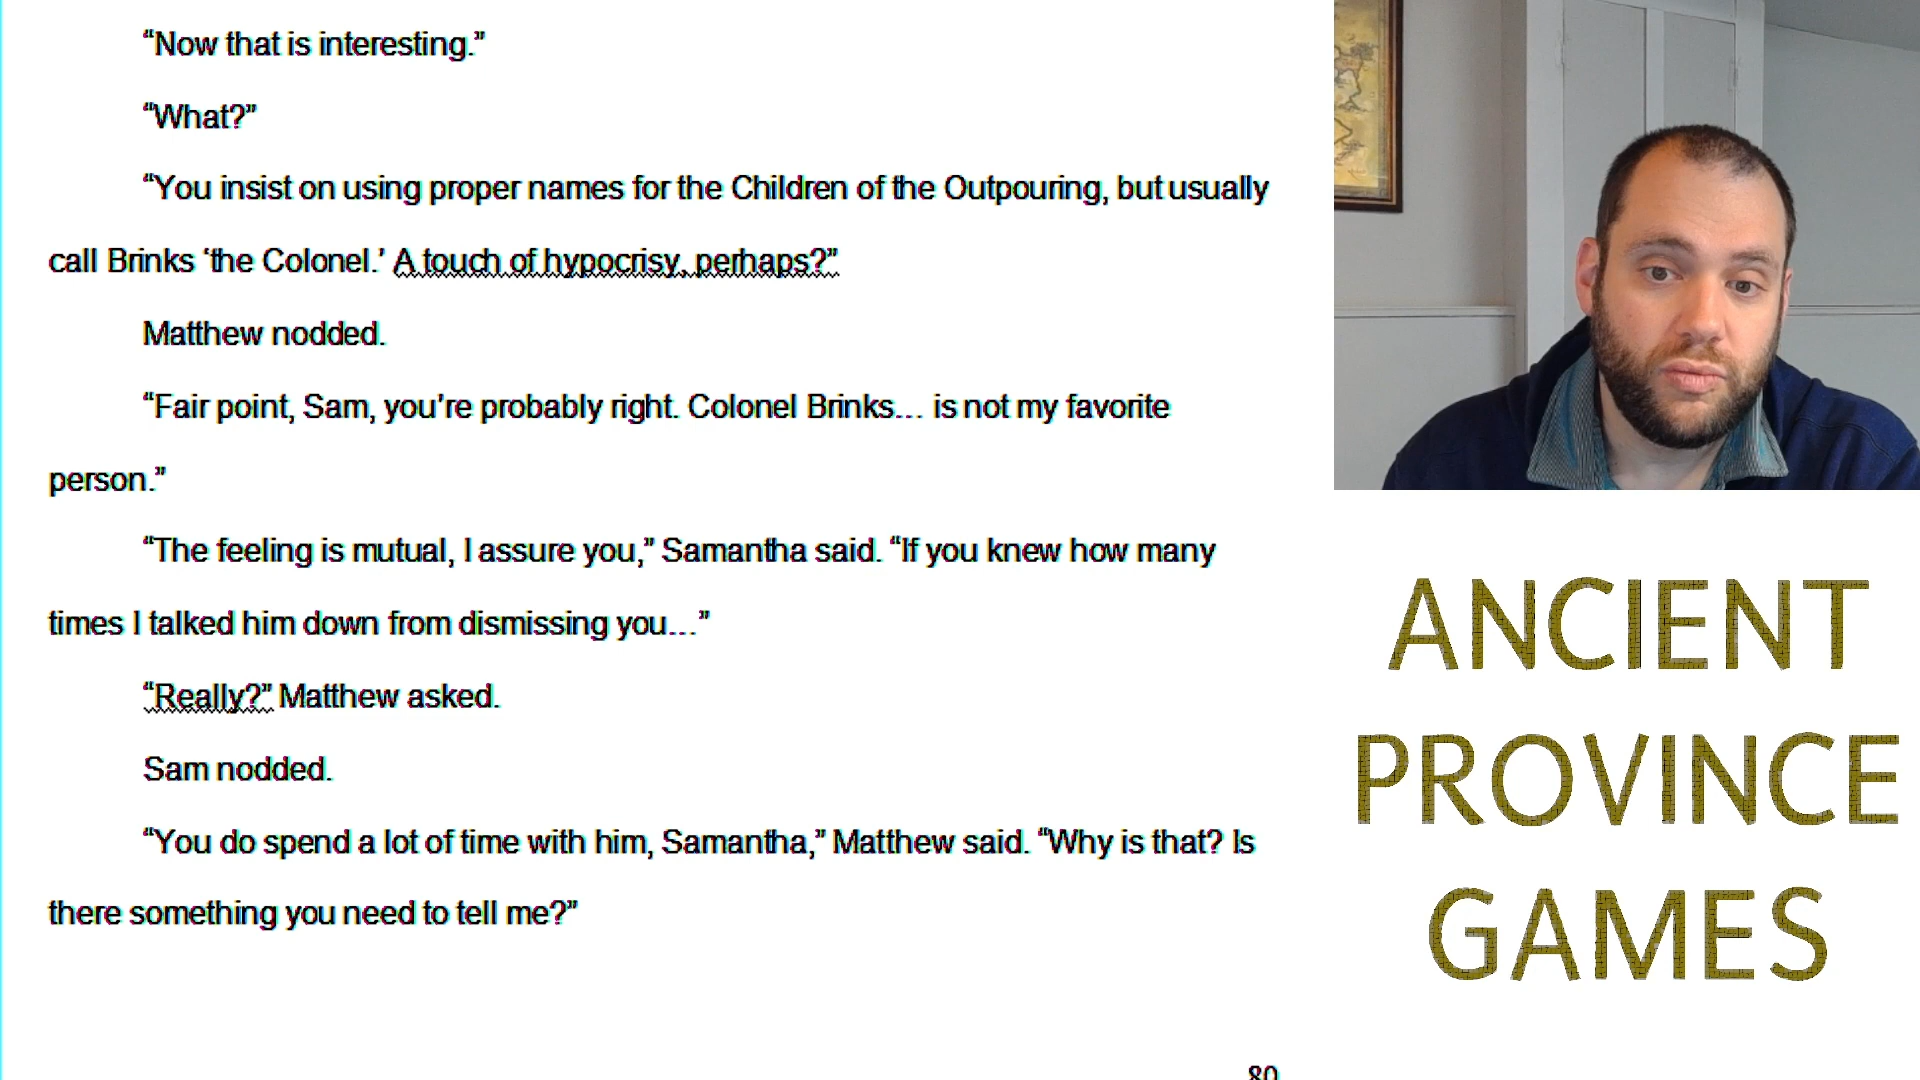 “Now that is interesting.”
“What?”
“You insist on using proper names for the Children of the Outpouring, but usually
call Brinks ‘the Colonel.’ A touch of hypocrisy, perhaps?”
Matthew nodded.
“Fair point, Sam, you’re probably right. Colonel Brinks… is not my favorite
person.”
“The feeling is mutual, I assure you,” Samantha said. “If you knew how many
times I talked him down from dismissing you…”
“Really?” Matthew asked.
Sam nodded.
“You do spend a lot of time with him, Samantha,” Matthew said. “Why is that? Is
there something you need to tell me?”
80
ANCIENT
PROVINCE
GAMES